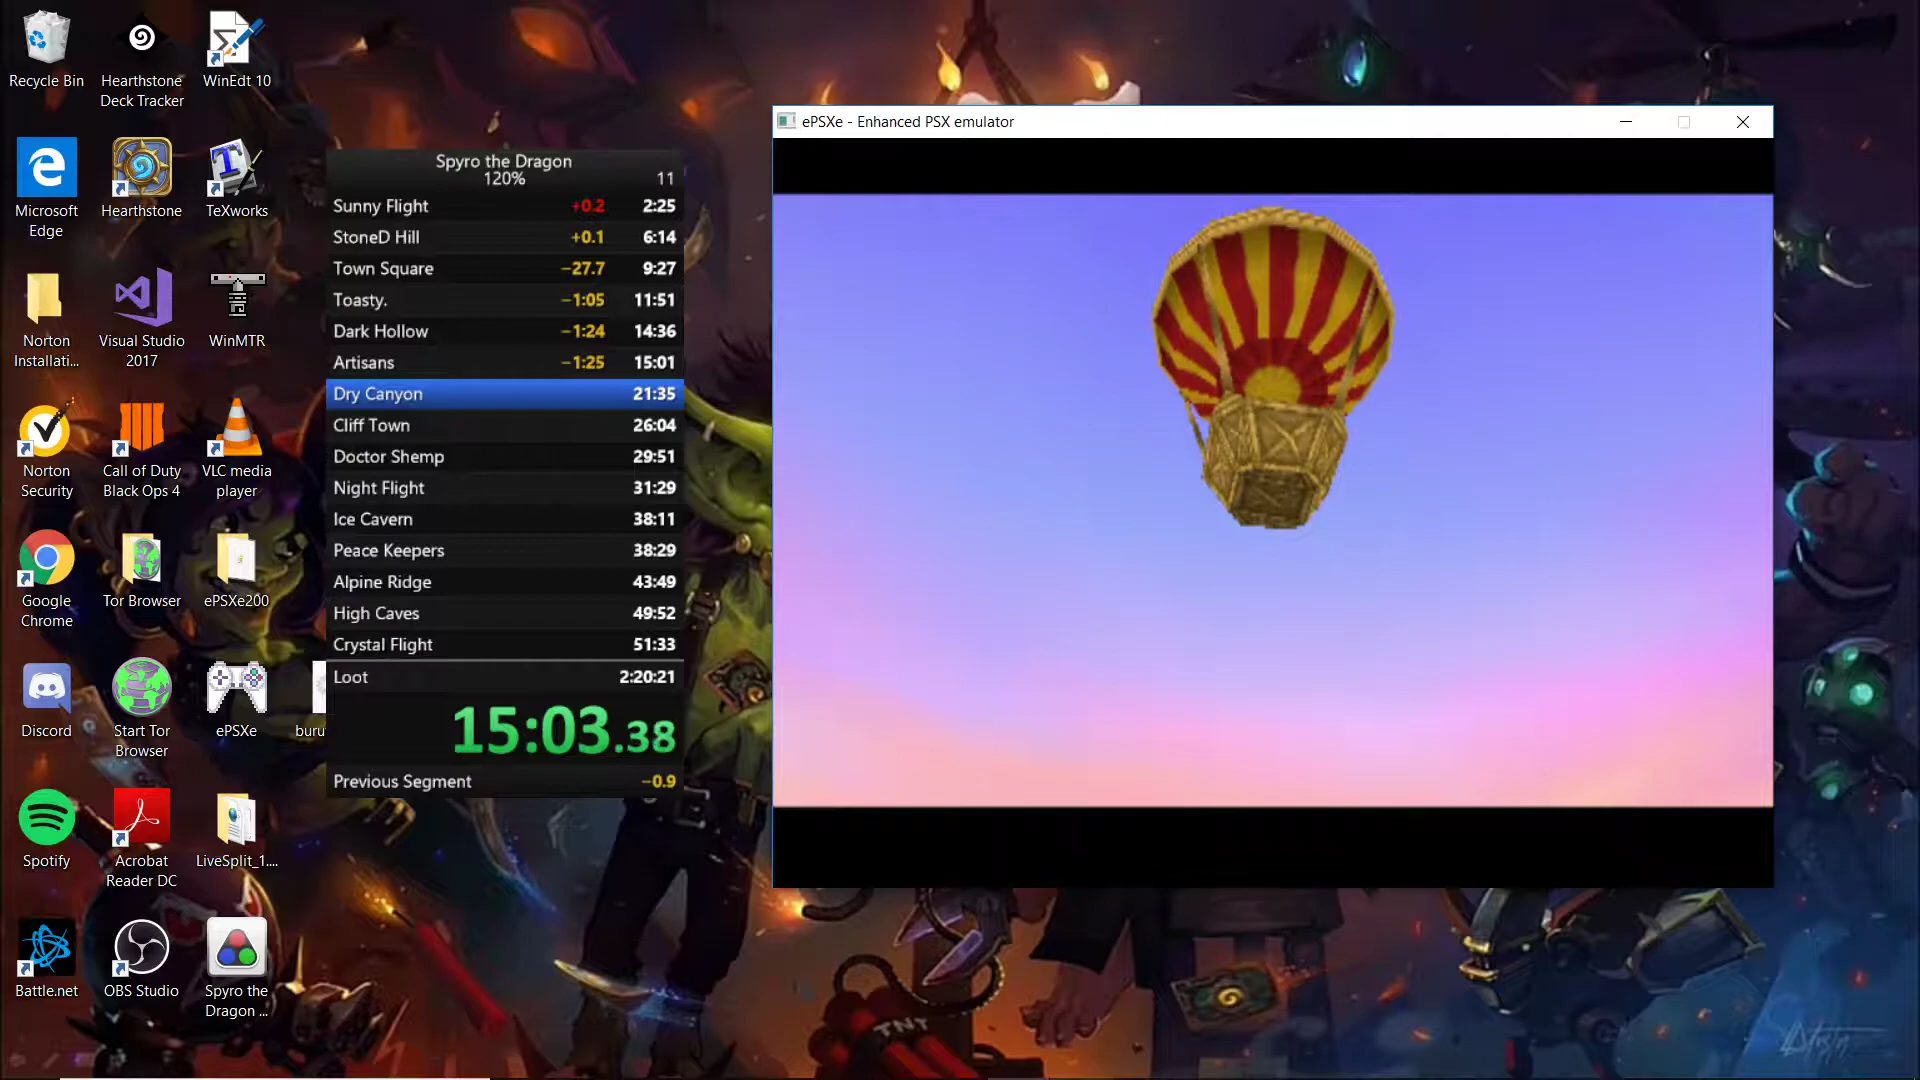 Recycle Bin
Hearthstone
Deck Tracker
WinEdt 10
Microsoft
Edge
Hearthstone
TeXworks
Norton
Installati...
Visual Studio
2017
WinMTR
Norton
Security
Call of Duty
Black Ops 4
VLC media
player
Google
Chrome
Tor Browser
ePSXe200
Discord
Start Tor
Browser
ePSXe
buru
Spotify
Acrobat
Reader DC
LiveSplit_1....
Battle.net
OBS Studio
Spyro the
Dragon ...
Spyro the Dragon
120% 11
Sunny Flight +0.2 2:25
StoneD Hill +0.1 6:14
Town Square −27.7 9:27
Toasty. −1:05 11:51
Dark Hollow −1:24 14:36
Artisans −1:25 15:01
Dry Canyon 21:35
Cliff Town 26:04
Doctor Shemp 29:51
Night Flight 31:29
Ice Cavern 38:11
Peace Keepers 38:29
Alpine Ridge 43:49
High Caves 49:52
Crystal Flight 51:33
Loot 2:20:21
15:03.38
Previous Segment −0.9
ePSXe - Enhanced PSX emulator
TNT